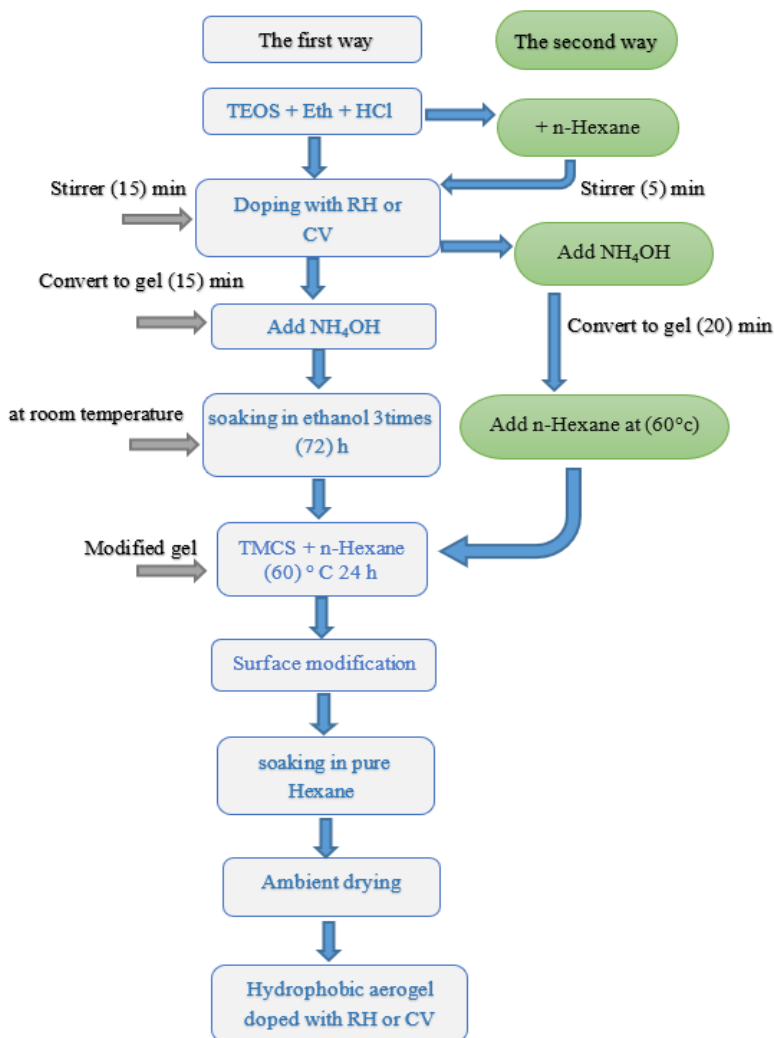 The first way
The second way
TEOS + Eth + HCl
+ n-Hexane
Stirrer (15) min
Stirrer (5) min
Doping with RH or
CV
Add NH₄OH
Convert to gel (15) min
Add NH₄OH
Convert to gel (20) min
at room temperature
soaking in ethanol 3times
(72) h
Add n-Hexane at (60°c)
Modified gel
TMCS + n-Hexane
(60) ° C 24 h
Surface modification
soaking in pure
Hexane
Ambient drying
Hydrophobic aerogel
doped with RH or CV